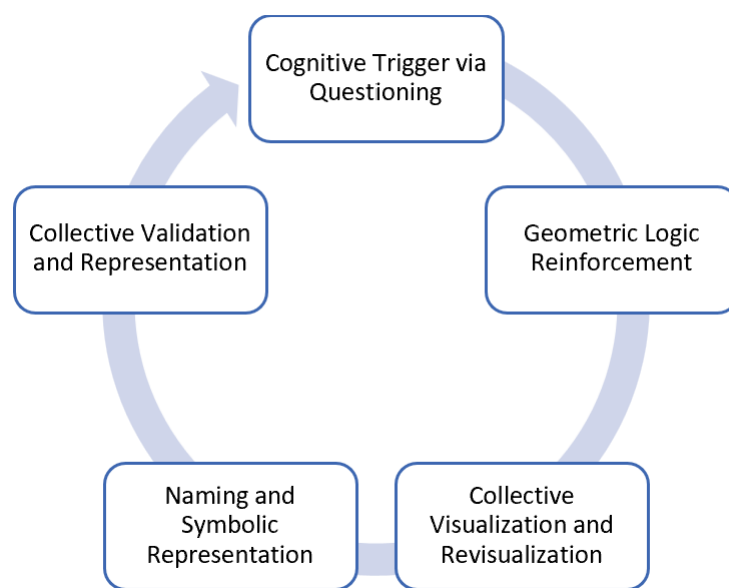 Cognitive Trigger via
Questioning
Geometric Logic
Reinforcement
Collective
Visualization and
Revisualization
Naming and
Symbolic
Representation
Collective Validation
and Representation